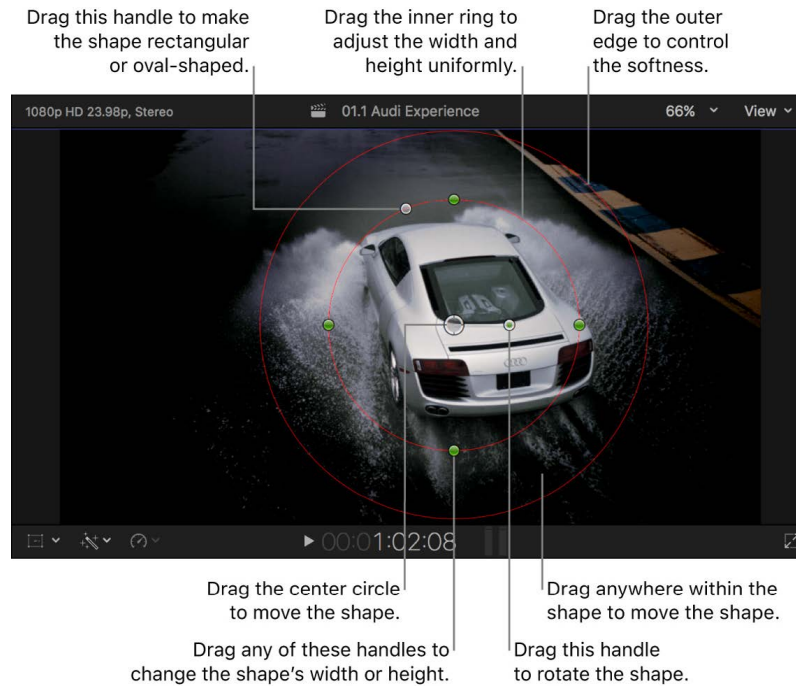 Drag this handle to make
the shape rectangular
or oval-shaped.
Drag the inner ring to
adjust the width and
height uniformly.
Drag the outer
edge to control
the softness.
1080p HD 23.98p, Stereo
01.1 Audi Experience
66%
View
00:01:02:08
Drag the center circle
to move the shape.
Drag anywhere within the
shape to move the shape.
Drag any of these handles to
change the shape's width or height.
Drag this handle
to rotate the shape.